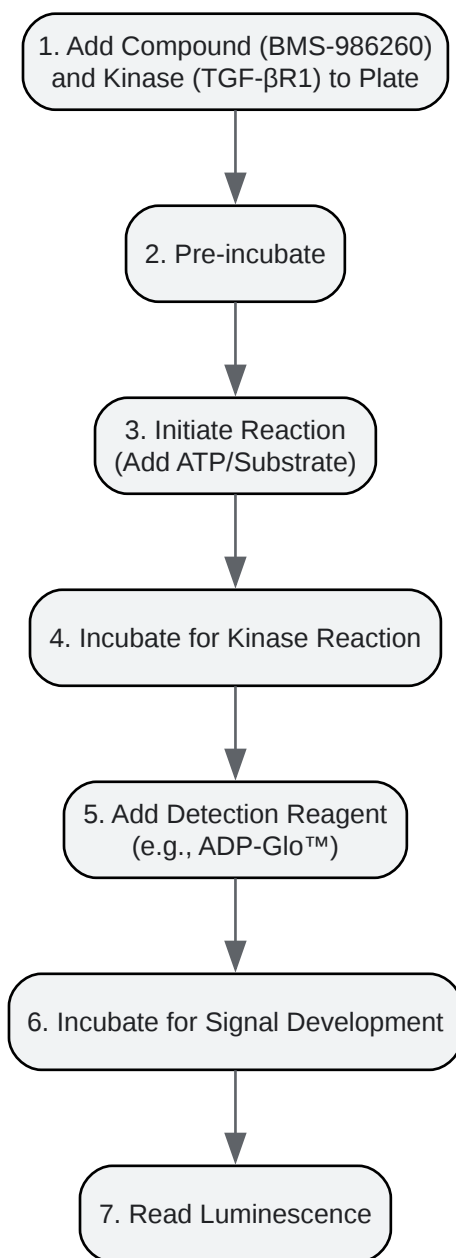 1. Add Compound (BMS-986260)
and Kinase (TGF-βR1) to Plate
2. Pre-incubate
3. Initiate Reaction
(Add ATP/Substrate)
4. Incubate for Kinase Reaction
5. Add Detection Reagent
(e.g., ADP-Glo™)
6. Incubate for Signal Development
7. Read Luminescence